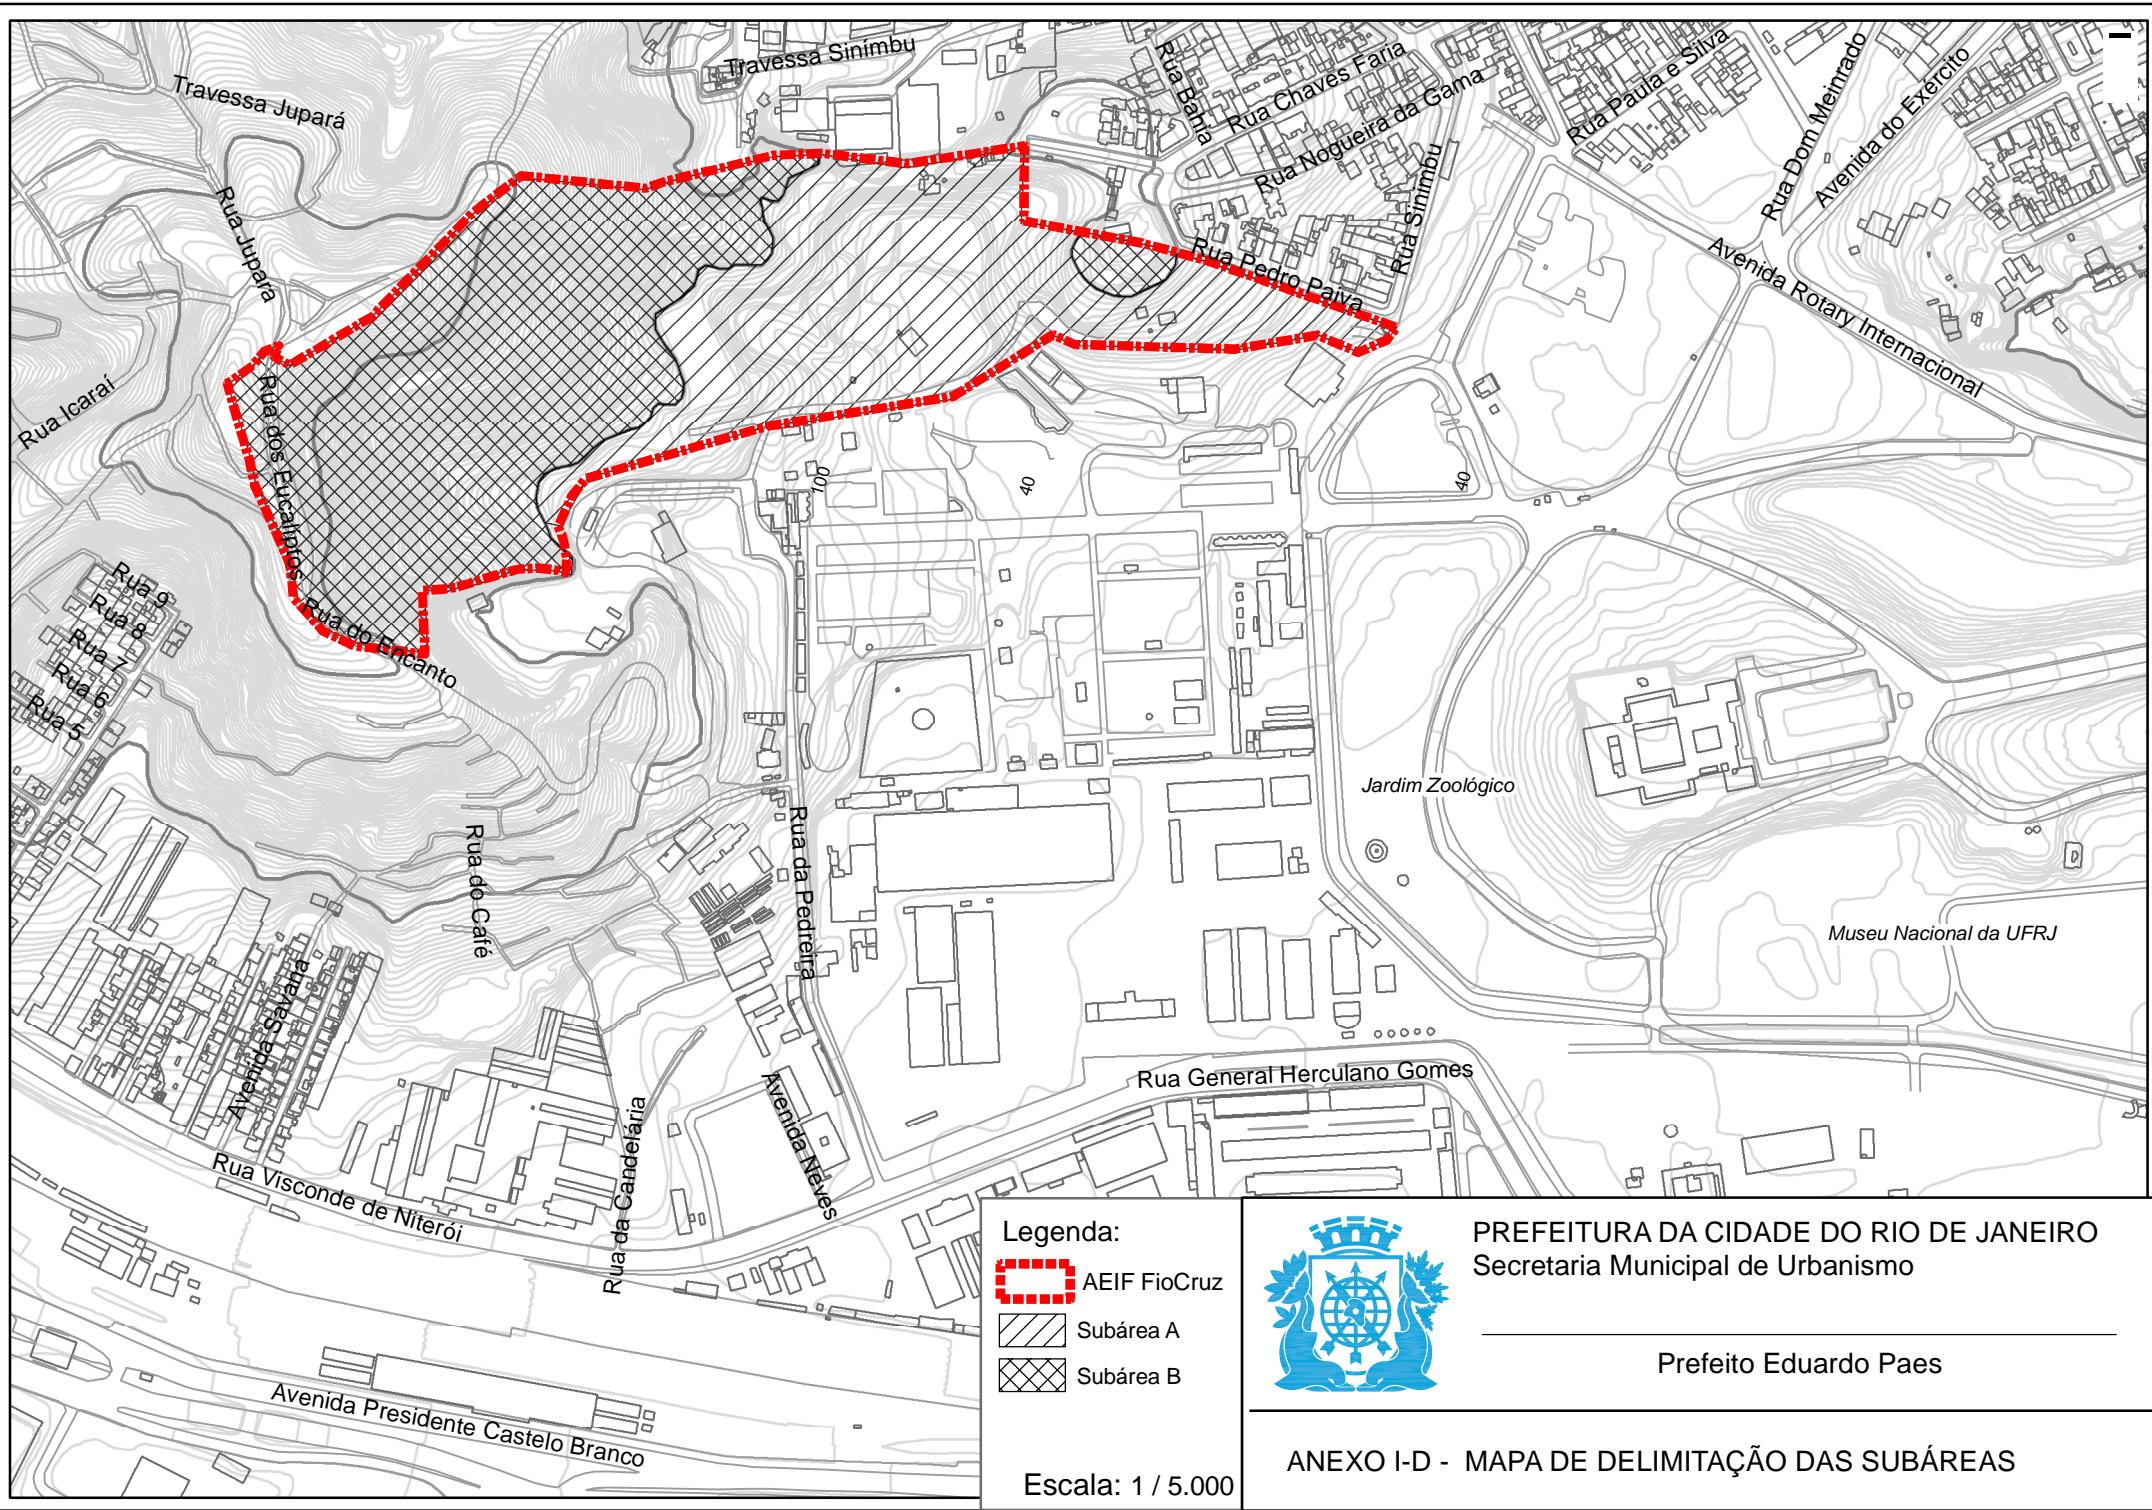 Travessa Sinímbu
Travessa Jupará
Rua Bahia
Rua Chaves Faria
Rua Nogueira da Gama
Rua Paula e Silva
Rua Dom Meinrado
Avenida do Exército
Rua Jupara
Rua Sinimbu
Rua Pedro Paiva
Avenida Rotary Internacional
Rua Icaraí
Rua dos Eucaliptos
100
40
40
Rua 9
Rua 8
Rua 7
Rua 6
Rua 5
Rua do Encanto
Jardim Zoológico
Rua do Café
Rua da Pedreira
Museu Nacional da UFRJ
Avenida Savana
Rua General Herculano Gomes
Avenida Neves
Rua da Candelária
Rua Visconde de Niterói
Avenida Presidente Castelo Branco
Legenda:
AEIF FioCruz
Subárea A
Subárea B
Escala: 1 / 5.000
PREFEITURA DA CIDADE DO RIO DE JANEIRO
Secretaria Municipal de Urbanismo
Prefeito Eduardo Paes
ANEXO I-D - MAPA DE DELIMITAÇÃO DAS SUBÁREAS